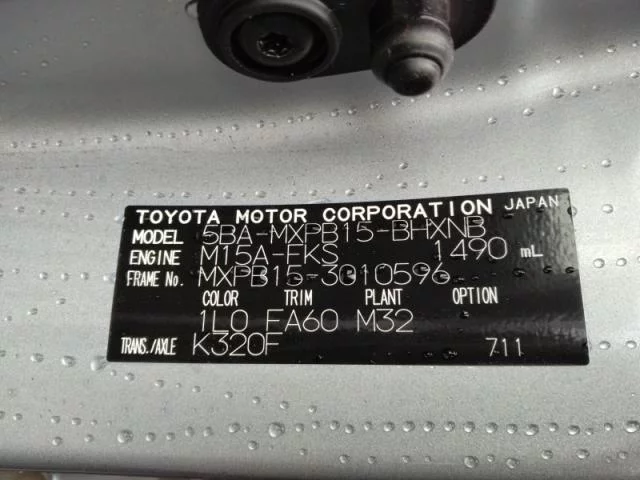 TOYOTA MOTOR CORPORATION JAPAN
MODEL 5BA-MXPB15-BHXNB
ENGINE M15A-FKS 1490 mL
FRAME No. MXPB15-3010596
COLOR TRIM PLANT OPTION
1L0 FA60 M32
TRANS./AXLE K320F 711